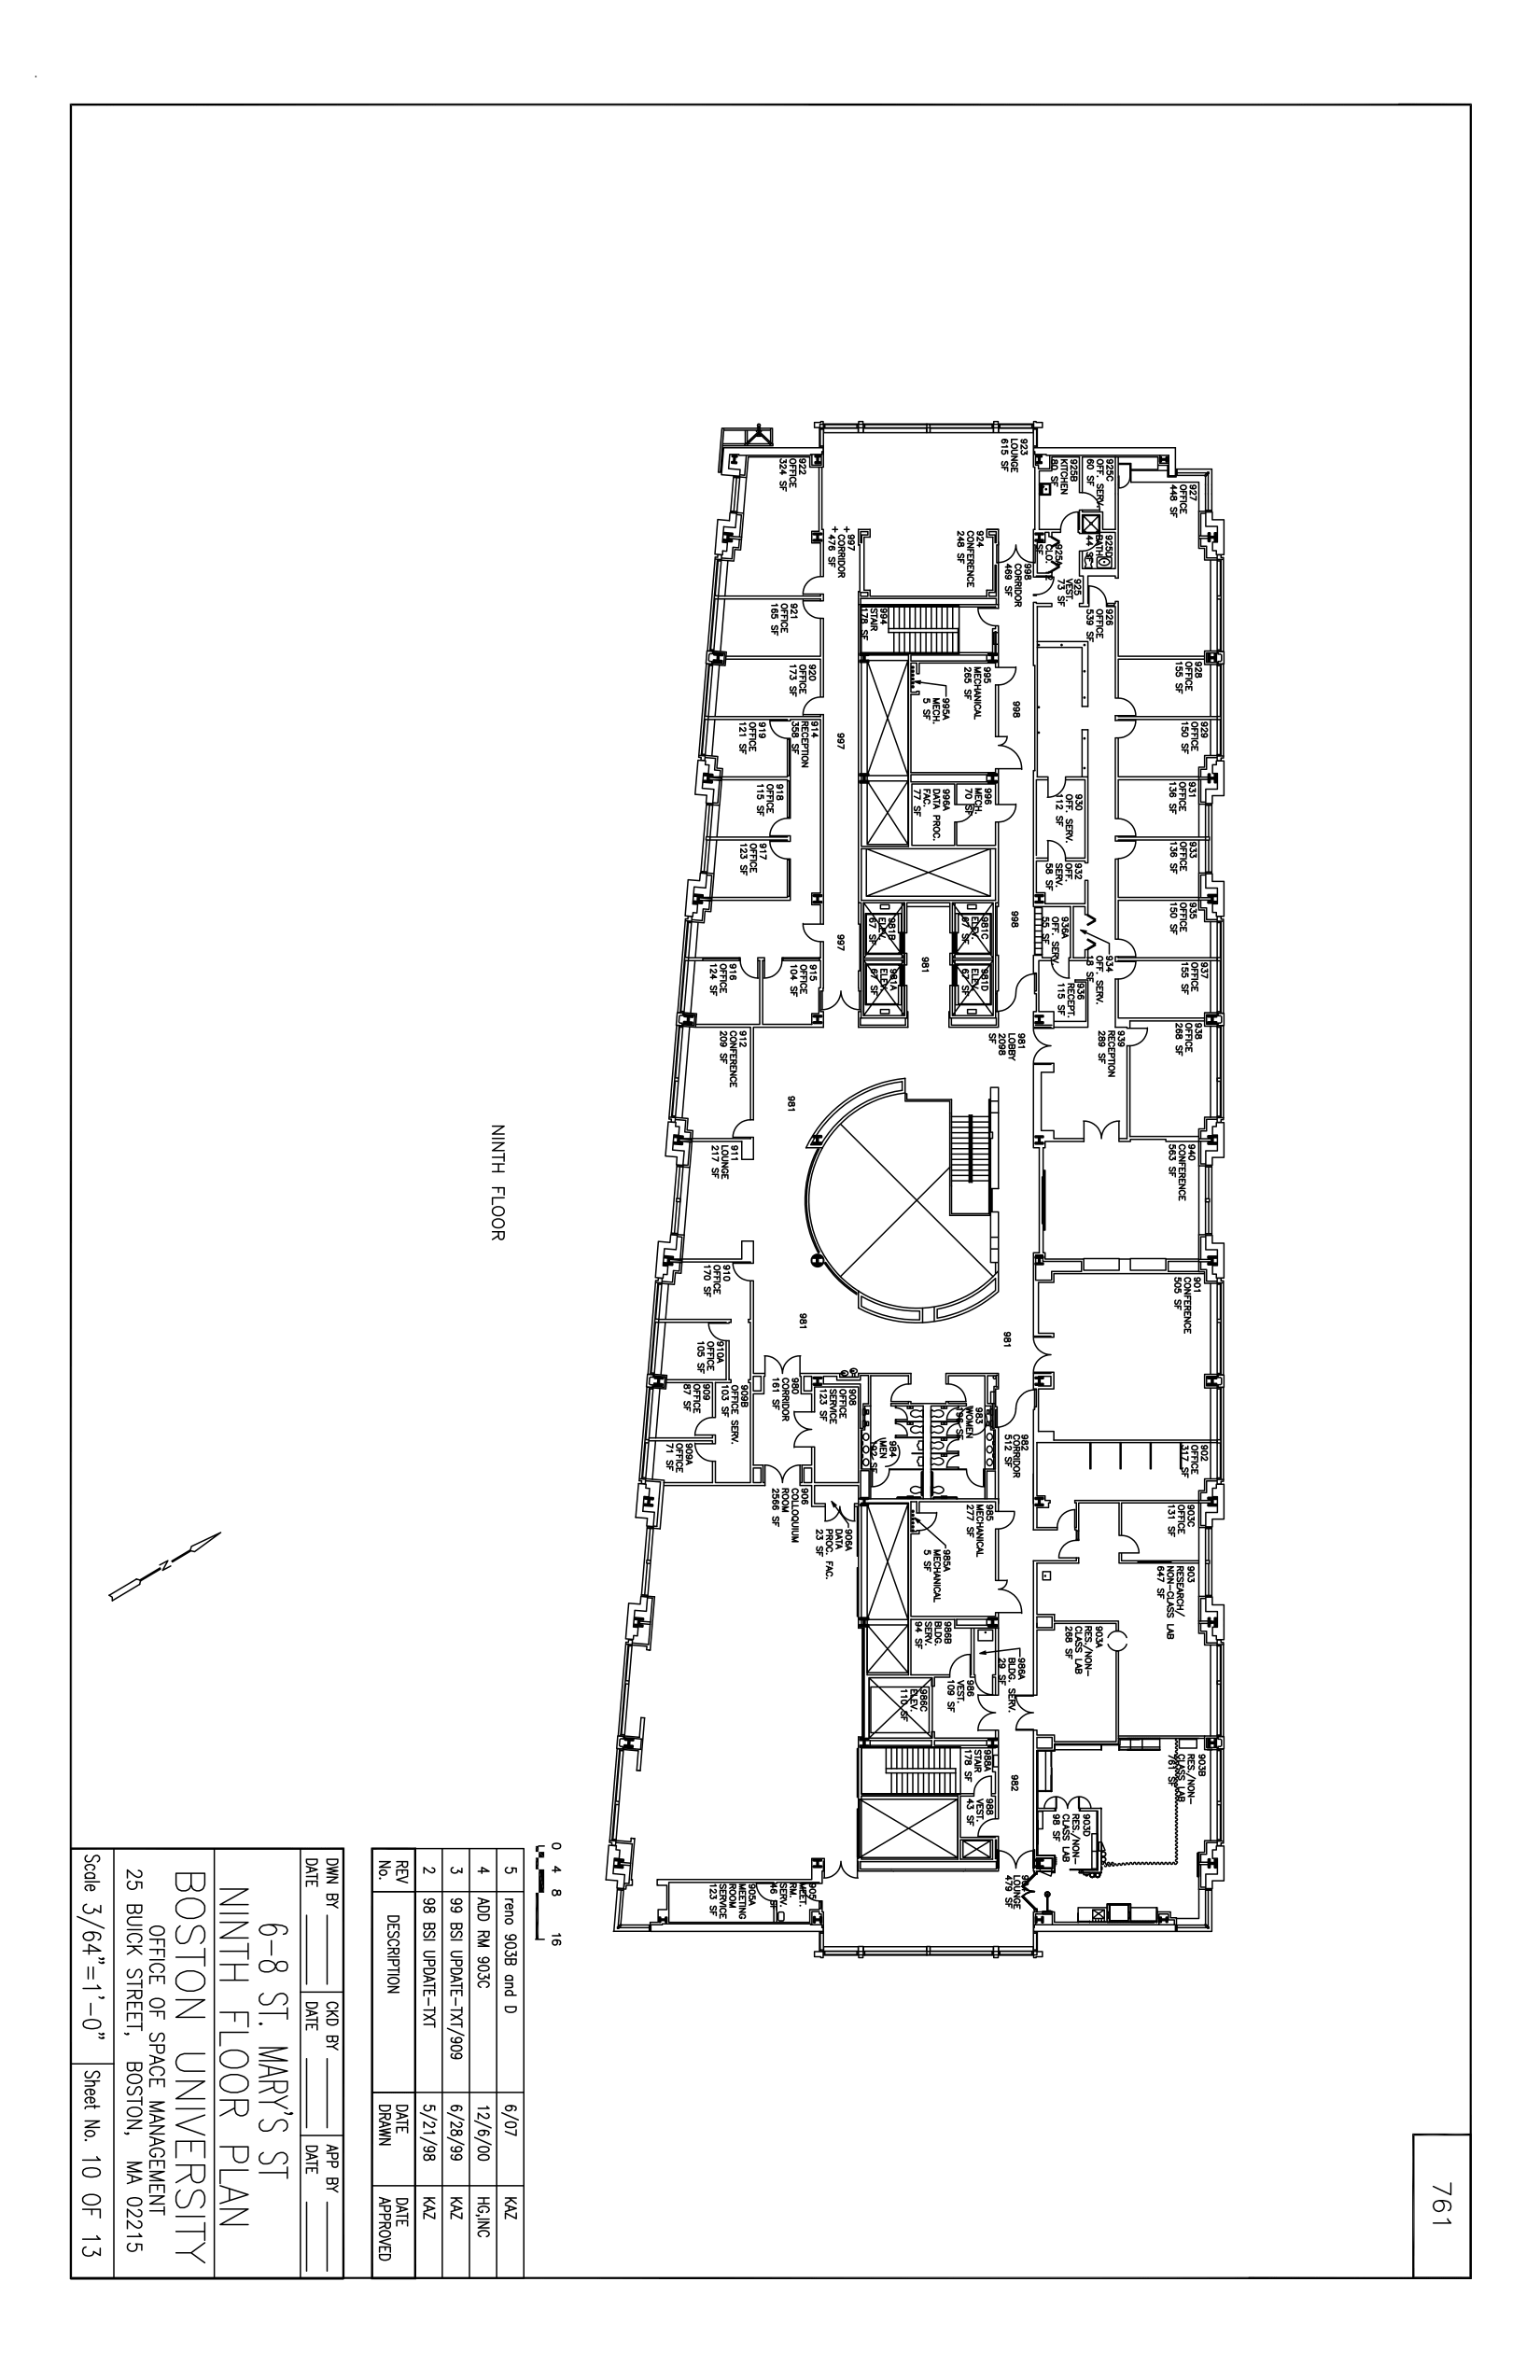 761
927
OFFICE
448 SF
928
OFFICE
155 SF
929
OFFICE
150 SF
931
OFFICE
136 SF
933
OFFICE
136 SF
935
OFFICE
150 SF
937
OFFICE
155 SF
938
OFFICE
268 SF
940
CONFERENCE
563 SF
901
CONFERENCE
505 SF
902
OFFICE
317 SF
903C
OFFICE
131 SF
903
RESEARCH/
NON-CLASS LAB
647 SF
903B
RES./NON-
CLASS LAB
761 SF
925C
OFF. SERV.
60 SF
925B
KITCHEN
80 SF
925D
BATH
44 SF
925A
CLO.
SF
925
VEST.
73 SF
926
OFFICE
539 SF
930
OFF. SERV.
112 SF
932
OFF.
SERV.
58 SF
934
OFF. SERV.
18 SF
936A
OFF. SERV.
55 SF
936
RECEPT.
115 SF
939
RECEPTION
289 SF
903A
RES./NON-
CLASS LAB
268 SF
903D
RES./NON-
CLASS LAB
98 SF
923
LOUNGE
615 SF
998
CORRIDOR
469 SF
998
998
981
LOBBY
2098
SF
981
982
CORRIDOR
512 SF
982
LOUNGE
479 SF
924
CONFERENCE
248 SF
994
STAIR
178 SF
995
MECHANICAL
265 SF
995A
MECH.
5 SF
996
MECH.
70 SF
996A
DATA PROC.
FAC.
77 SF
981C
ELEV.
67 SF
981D
ELEV.
67 SF
981
981B
ELEV.
67 SF
981A
ELEV.
67 SF
983
WOMEN
196 SF
984
MEN
192 SF
985
MECHANICAL
277 SF
985A
MECHANICAL
5 SF
986A
BLDG. SERV.
29 SF
986B
BLDG.
SERV.
94 SF
986
VEST.
109 SF
986C
ELEV.
110 SF
988A
STAIR
178 SF
988
VEST.
43 SF
+ 997
CORRIDOR
+ 476 SF
997
997
981
981
980
CORRIDOR
161 SF
908
OFFICE
SERVICE
123 SF
906A
DATA
PROC. FAC.
23 SF
906
COLLOQUIUM
ROOM
2566 SF
905
MEET.
RM.
SERV.
46 SF
905A
MEETING
ROOM
SERVICE
123 SF
922
OFFICE
324 SF
921
OFFICE
165 SF
920
OFFICE
173 SF
914
RECEPTION
358 SF
919
OFFICE
121 SF
918
OFFICE
115 SF
917
OFFICE
123 SF
915
OFFICE
104 SF
916
OFFICE
124 SF
912
CONFERENCE
209 SF
911
LOUNGE
217 SF
910
OFFICE
170 SF
910A
OFFICE
105 SF
909B
OFFICE SERV.
103 SF
909
OFFICE
87 SF
909A
OFFICE
71 SF
NINTH FLOOR
N
0 4 8 16
5 reno 903B and D 6/07 KAZ
4 ADD RM 903C 12/6/00 HG,INC
3 99 BSI UPDATE-TXT/909 6/28/99 KAZ
2 98 BSI UPDATE-TXT 5/21/98 KAZ
REV No. DESCRIPTION DATE DRAWN DATE APPROVED
DWN BY CKD BY APP BY
DATE DATE DATE
6-8 ST. MARY'S ST
NINTH FLOOR PLAN
BOSTON UNIVERSITY
OFFICE OF SPACE MANAGEMENT
25 BUICK STREET, BOSTON, MA 02215
Scale 3/64"=1'-0" Sheet No. 10 OF 13